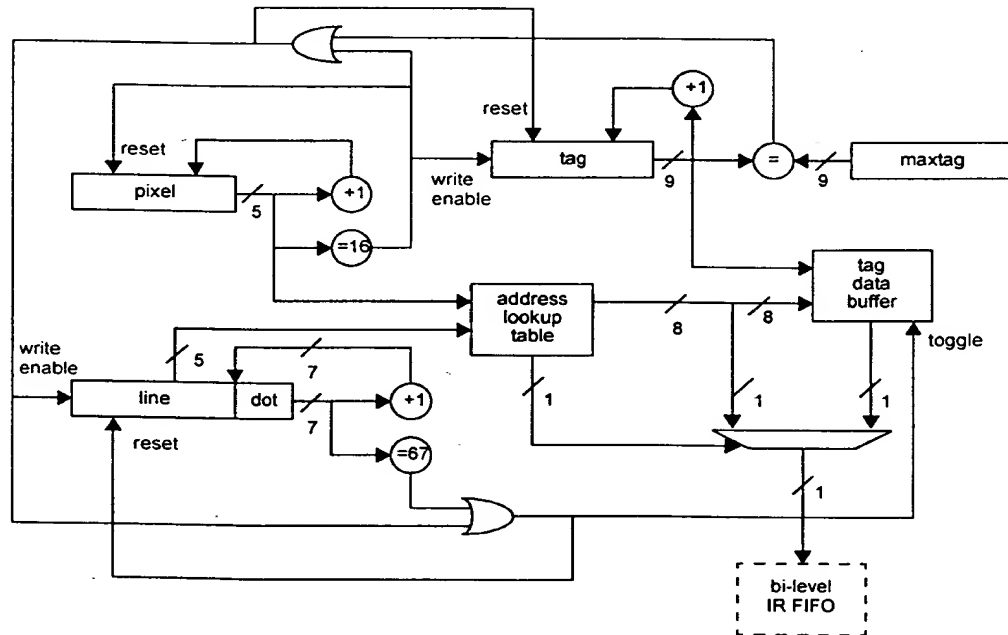 reset
+1
reset
tag
9
=
9
maxtag
write
enable
pixel
5
+1
=16
address
lookup
table
8
8
tag
data
buffer
toggle
write
enable
5
7
line
dot
7
+1
reset
=67
1
1
1
1
bi-level
IR FIFO